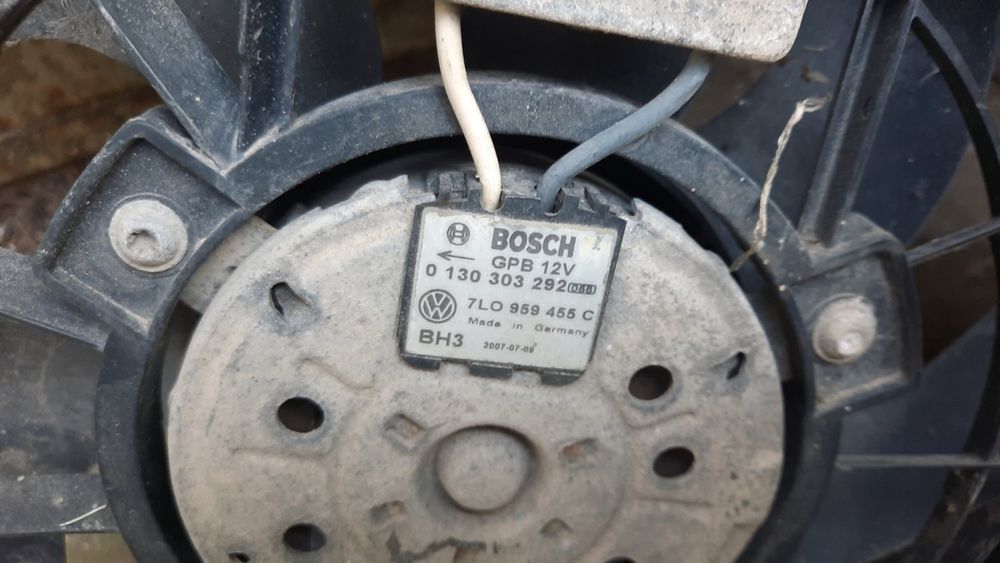 BOSCH
GPB 12V
0 130 303 292
7L0 959 455 C
Made in Germany
BH3 2007-07-09